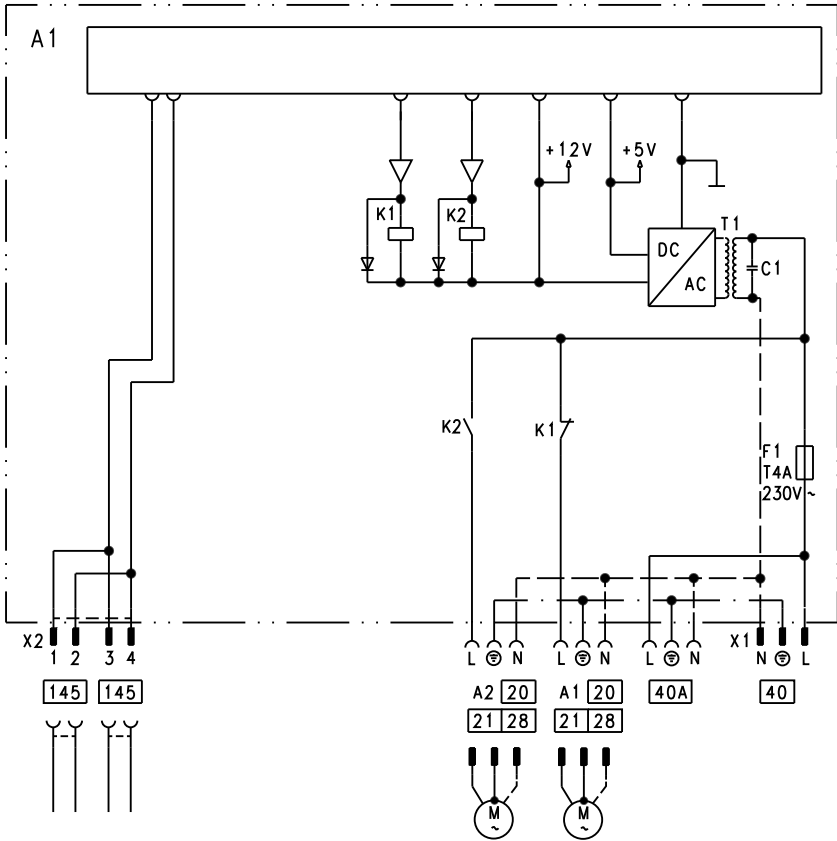 A1
+12V +5V
K1 K2
T1
DC
AC
C1
K2 K1
F1
T4A
230V~
X2 1 2 3 4
L N L N L N X1 N L
145 145 A2 20 A1 20 40A 40
21 28 21 28
M M
~ ~